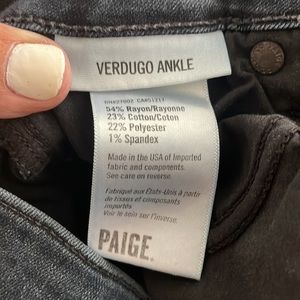 VERDUGO ANKLE
54% Rayon/Rayonne
23% Cotton/Coton
22% Polyester
1% Spandex
Made in the USA of Imported
fabric and components.
See care on reverse.
Fabriqué aux États-Unis à partir
de tissus et composants
importés
Voir le soin sur l'inverse.
PAIGE.